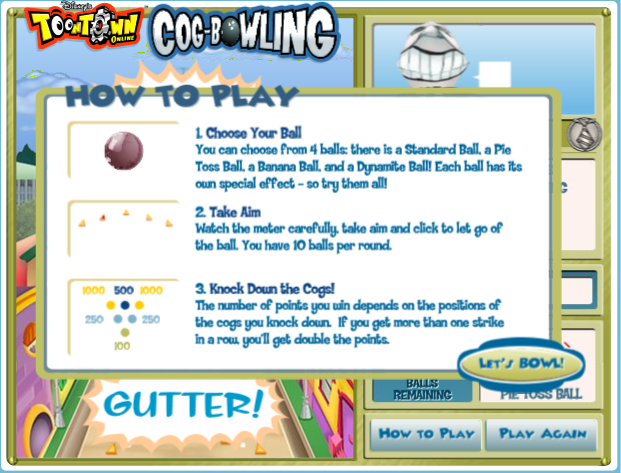 Disney's
TOONTOWN
ONLINE
COG-BOWLING
HOW TO PLAY
1. Choose Your Ball
You can choose from 4 balls: there is a Standard Ball, a Pie
Toss Ball, a Banana Ball, and a Dynamite Ball! Each ball has its
own special effect - so try them all!
2. Take Aim
Watch the meter carefully, take aim and click to let go of
the ball. You have 10 balls per round.
1000 500 1000
250 250
100
3. Knock Down the Cogs!
The number of points you win depends on the positions of
the cogs you knock down. If you get more than one strike
in a row, you'll get double the points.
LET'S BOWL!
GUTTER!
BALLS
REMAINING
PIE TOSS BALL
HOW TO PLAY
PLAY AGAIN